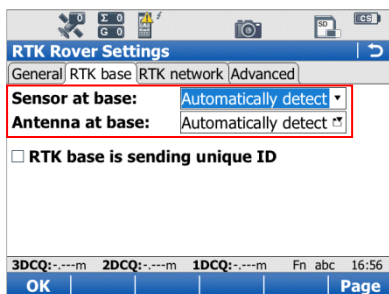 Σ 0
G 0
SD
CS
RTK Rover Settings
General RTK base RTK network Advanced
Sensor at base: Automatically detect
Antenna at base: Automatically detect
RTK base is sending unique ID
3DCQ:-.---m 2DCQ:-.---m 1DCQ:-.---m Fn abc 16:56
OK Page